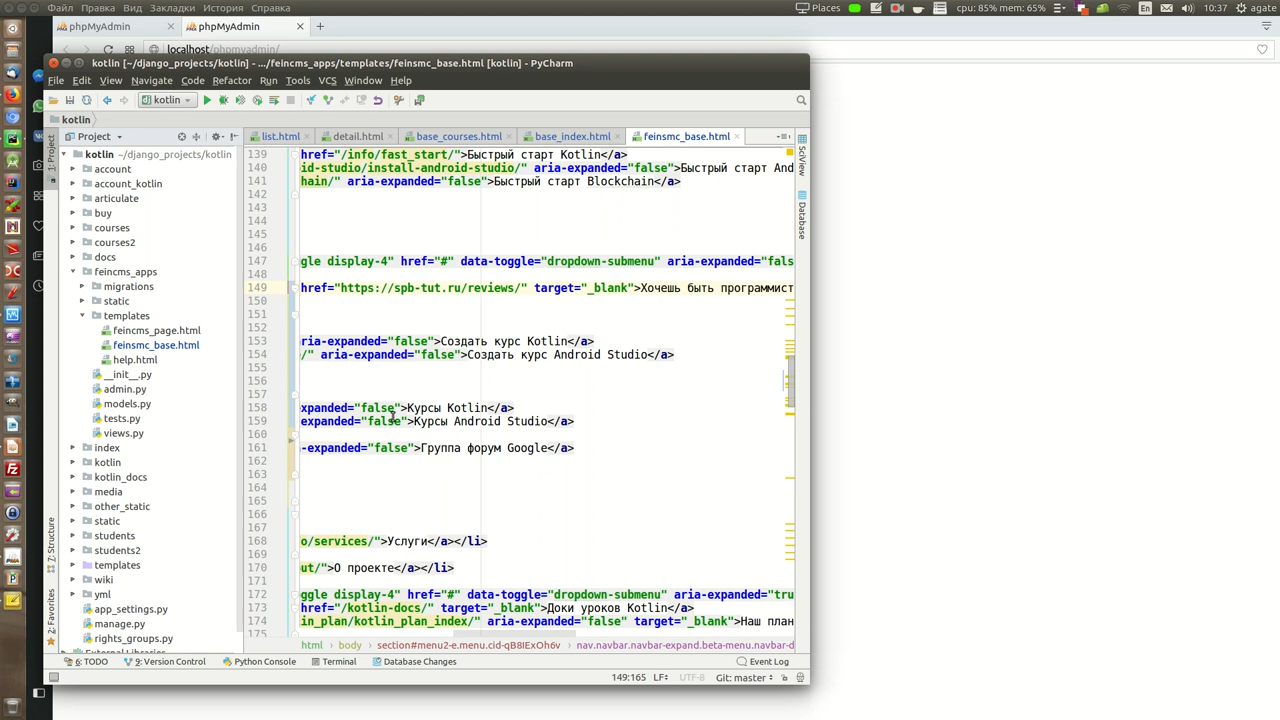 Файл Правка Вид Закладки История Справка
Places cpu: 85% mem: 65% En 10:37 agate
phpMyAdmin × phpMyAdmin × +
localhost/phpmyadmin/
kotlin [~/django_projects/kotlin] - .../feincms_apps/templates/feinsmc_base.html [kotlin] - PyCharm
File Edit View Navigate Code Refactor Run Tools VCS Window Help
kotlin
kotlin
Project
list.html detail.html base_courses.html base_index.html feinsmc_base.html
1: Project
7: Structure
2: Favorites
kotlin ~/django_projects/kotlin
account
account_kotlin
articulate
buy
courses
courses2
docs
feincms_apps
migrations
static
templates
feincms_page.html
feinsmc_base.html
help.html
__init__.py
admin.py
models.py
tests.py
views.py
index
kotlin
kotlin_docs
media
other_static
static
students
students2
templates
wiki
yml
app_settings.py
manage.py
rights_groups.py
139 href="/info/fast_start/">Быстрый старт Kotlin</a>
140 id-studio/install-android-studio/" aria-expanded="false">Быстрый старт And
141 hain/" aria-expanded="false">Быстрый старт Blockchain</a>
142
143
144
145
146
147 gle display-4" href="#" data-toggle="dropdown-submenu" aria-expanded="fals
148
149 href="https://spb-tut.ru/reviews/" target="_blank">Хочешь быть программист
150
151
152
153 ria-expanded="false">Создать курс Kotlin</a>
154 /" aria-expanded="false">Создать курс Android Studio</a>
155
156
157
158 xpanded="false">Курсы Kotlin</a>
159 expanded="false">Курсы Android Studio</a>
160
161 -expanded="false">Группа форум Google</a>
162
163
164
165
166
167
168 o/services/">Услуги</a></li>
169
170 ut/">О проекте</a></li>
171
172 ggle display-4" href="#" data-toggle="dropdown-submenu" aria-expanded="tru
173 href="/kotlin-docs/" target="_blank">Доки уроков Kotlin</a>
174 in_plan/kotlin_plan_index/" aria-expanded="false" target="_blank">Наш план
175
SciView
Database
html body section#menu2-e.menu.cid-qB8IExOh6v nav.navbar.navbar-expand.beta-menu.navbar-d
6: TODO 9: Version Control Python Console Terminal Database Changes Event Log
149:165 LF UTF-8 Git: master